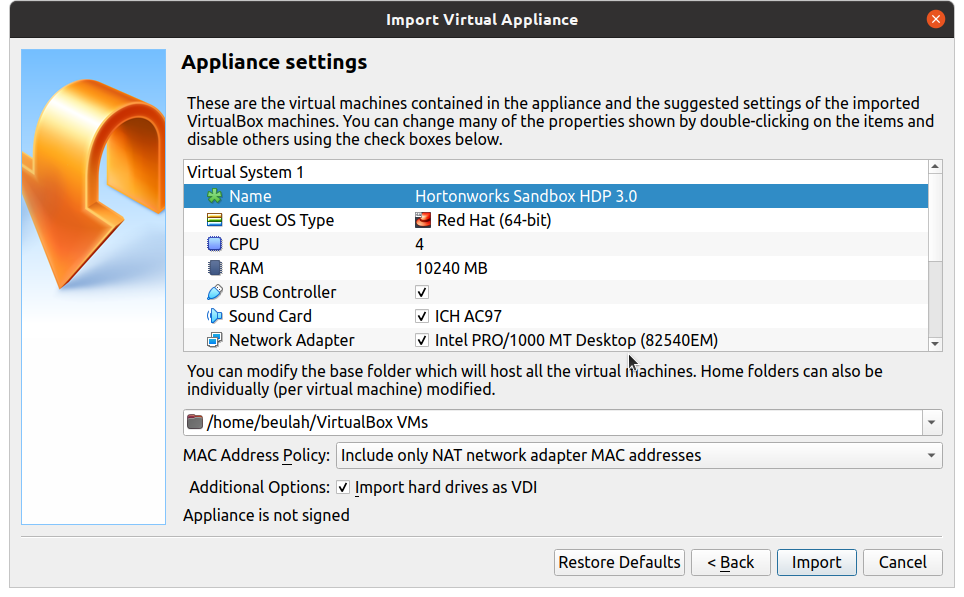 Import Virtual Appliance
Appliance settings
These are the virtual machines contained in the appliance and the suggested settings of the imported
VirtualBox machines. You can change many of the properties shown by double-clicking on the items and
disable others using the check boxes below.
Virtual System 1
Name Hortonworks Sandbox HDP 3.0
Guest OS Type Red Hat (64-bit)
CPU 4
RAM 10240 MB
USB Controller
Sound Card ICH AC97
Network Adapter Intel PRO/1000 MT Desktop (82540EM)
You can modify the base folder which will host all the virtual machines. Home folders can also be
individually (per virtual machine) modified.
/home/beulah/VirtualBox VMs
MAC Address Policy: Include only NAT network adapter MAC addresses
Additional Options: Import hard drives as VDI
Appliance is not signed
Restore Defaults < Back Import Cancel